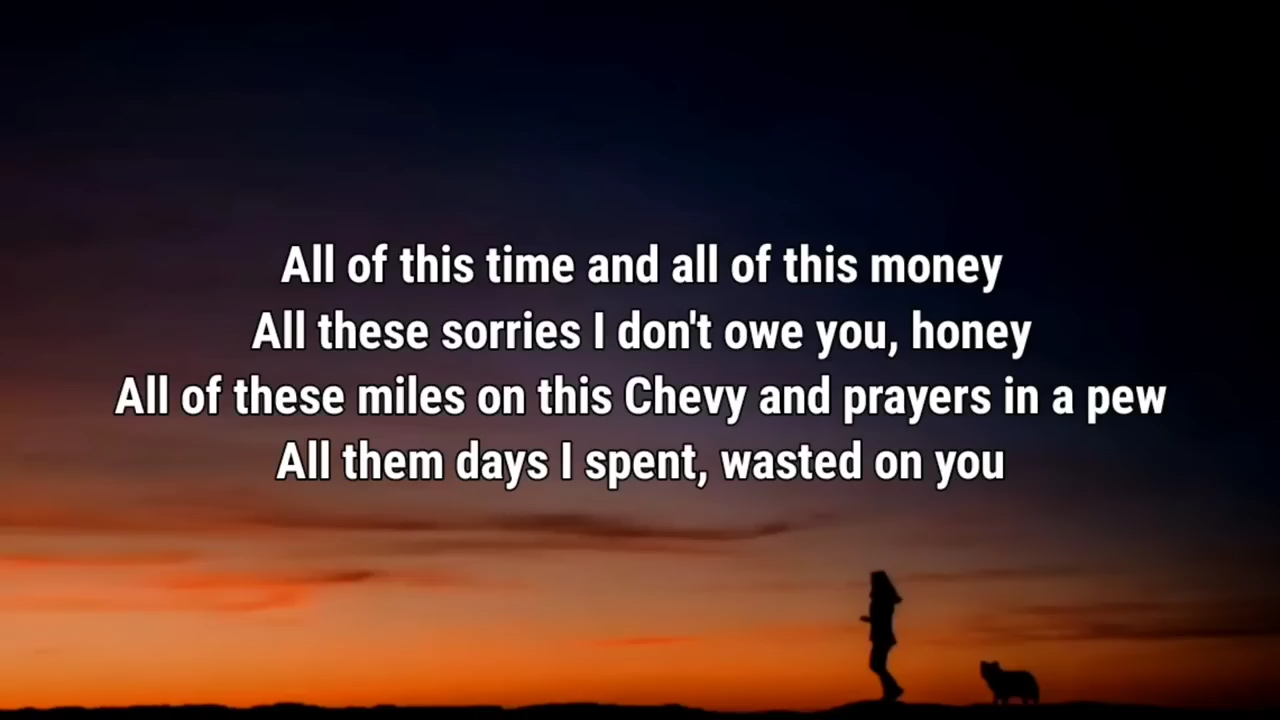 All of this time and all of this money
All these sorries I don't owe you, honey
All of these miles on this Chevy and prayers in a pew
All them days I spent, wasted on you